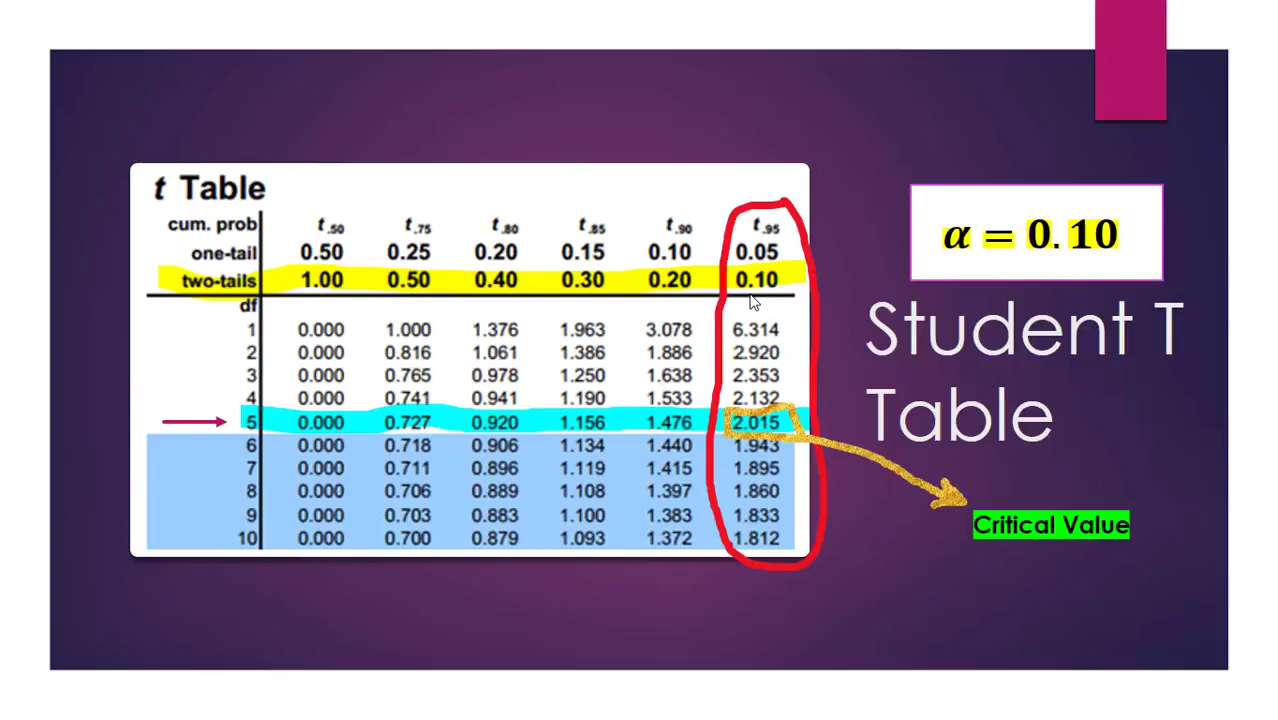 t Table
cum. prob t.50 t.75 t.80 t.85 t.90 t.95
one-tail 0.50 0.25 0.20 0.15 0.10 0.05
two-tails 1.00 0.50 0.40 0.30 0.20 0.10
df
1 0.000 1.000 1.376 1.963 3.078 6.314
2 0.000 0.816 1.061 1.386 1.886 2.920
3 0.000 0.765 0.978 1.250 1.638 2.353
4 0.000 0.741 0.941 1.190 1.533 2.132
5 0.000 0.727 0.920 1.156 1.476 2.015
6 0.000 0.718 0.906 1.134 1.440 1.943
7 0.000 0.711 0.896 1.119 1.415 1.895
8 0.000 0.706 0.889 1.108 1.397 1.860
9 0.000 0.703 0.883 1.100 1.383 1.833
10 0.000 0.700 0.879 1.093 1.372 1.812
α = 0.10
Student T
Table
Critical Value